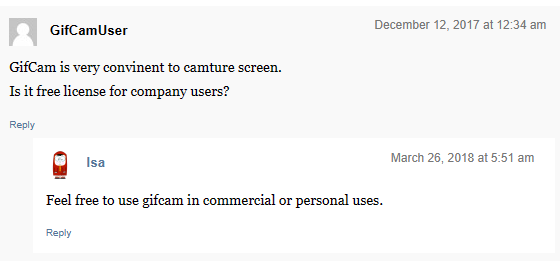 GifCamUser
December 12, 2017 at 12:34 am
GifCam is very convinent to camture screen.
Is it free license for company users?
Reply
Isa
March 26, 2018 at 5:51 am
Feel free to use gifcam in commercial or personal uses.
Reply